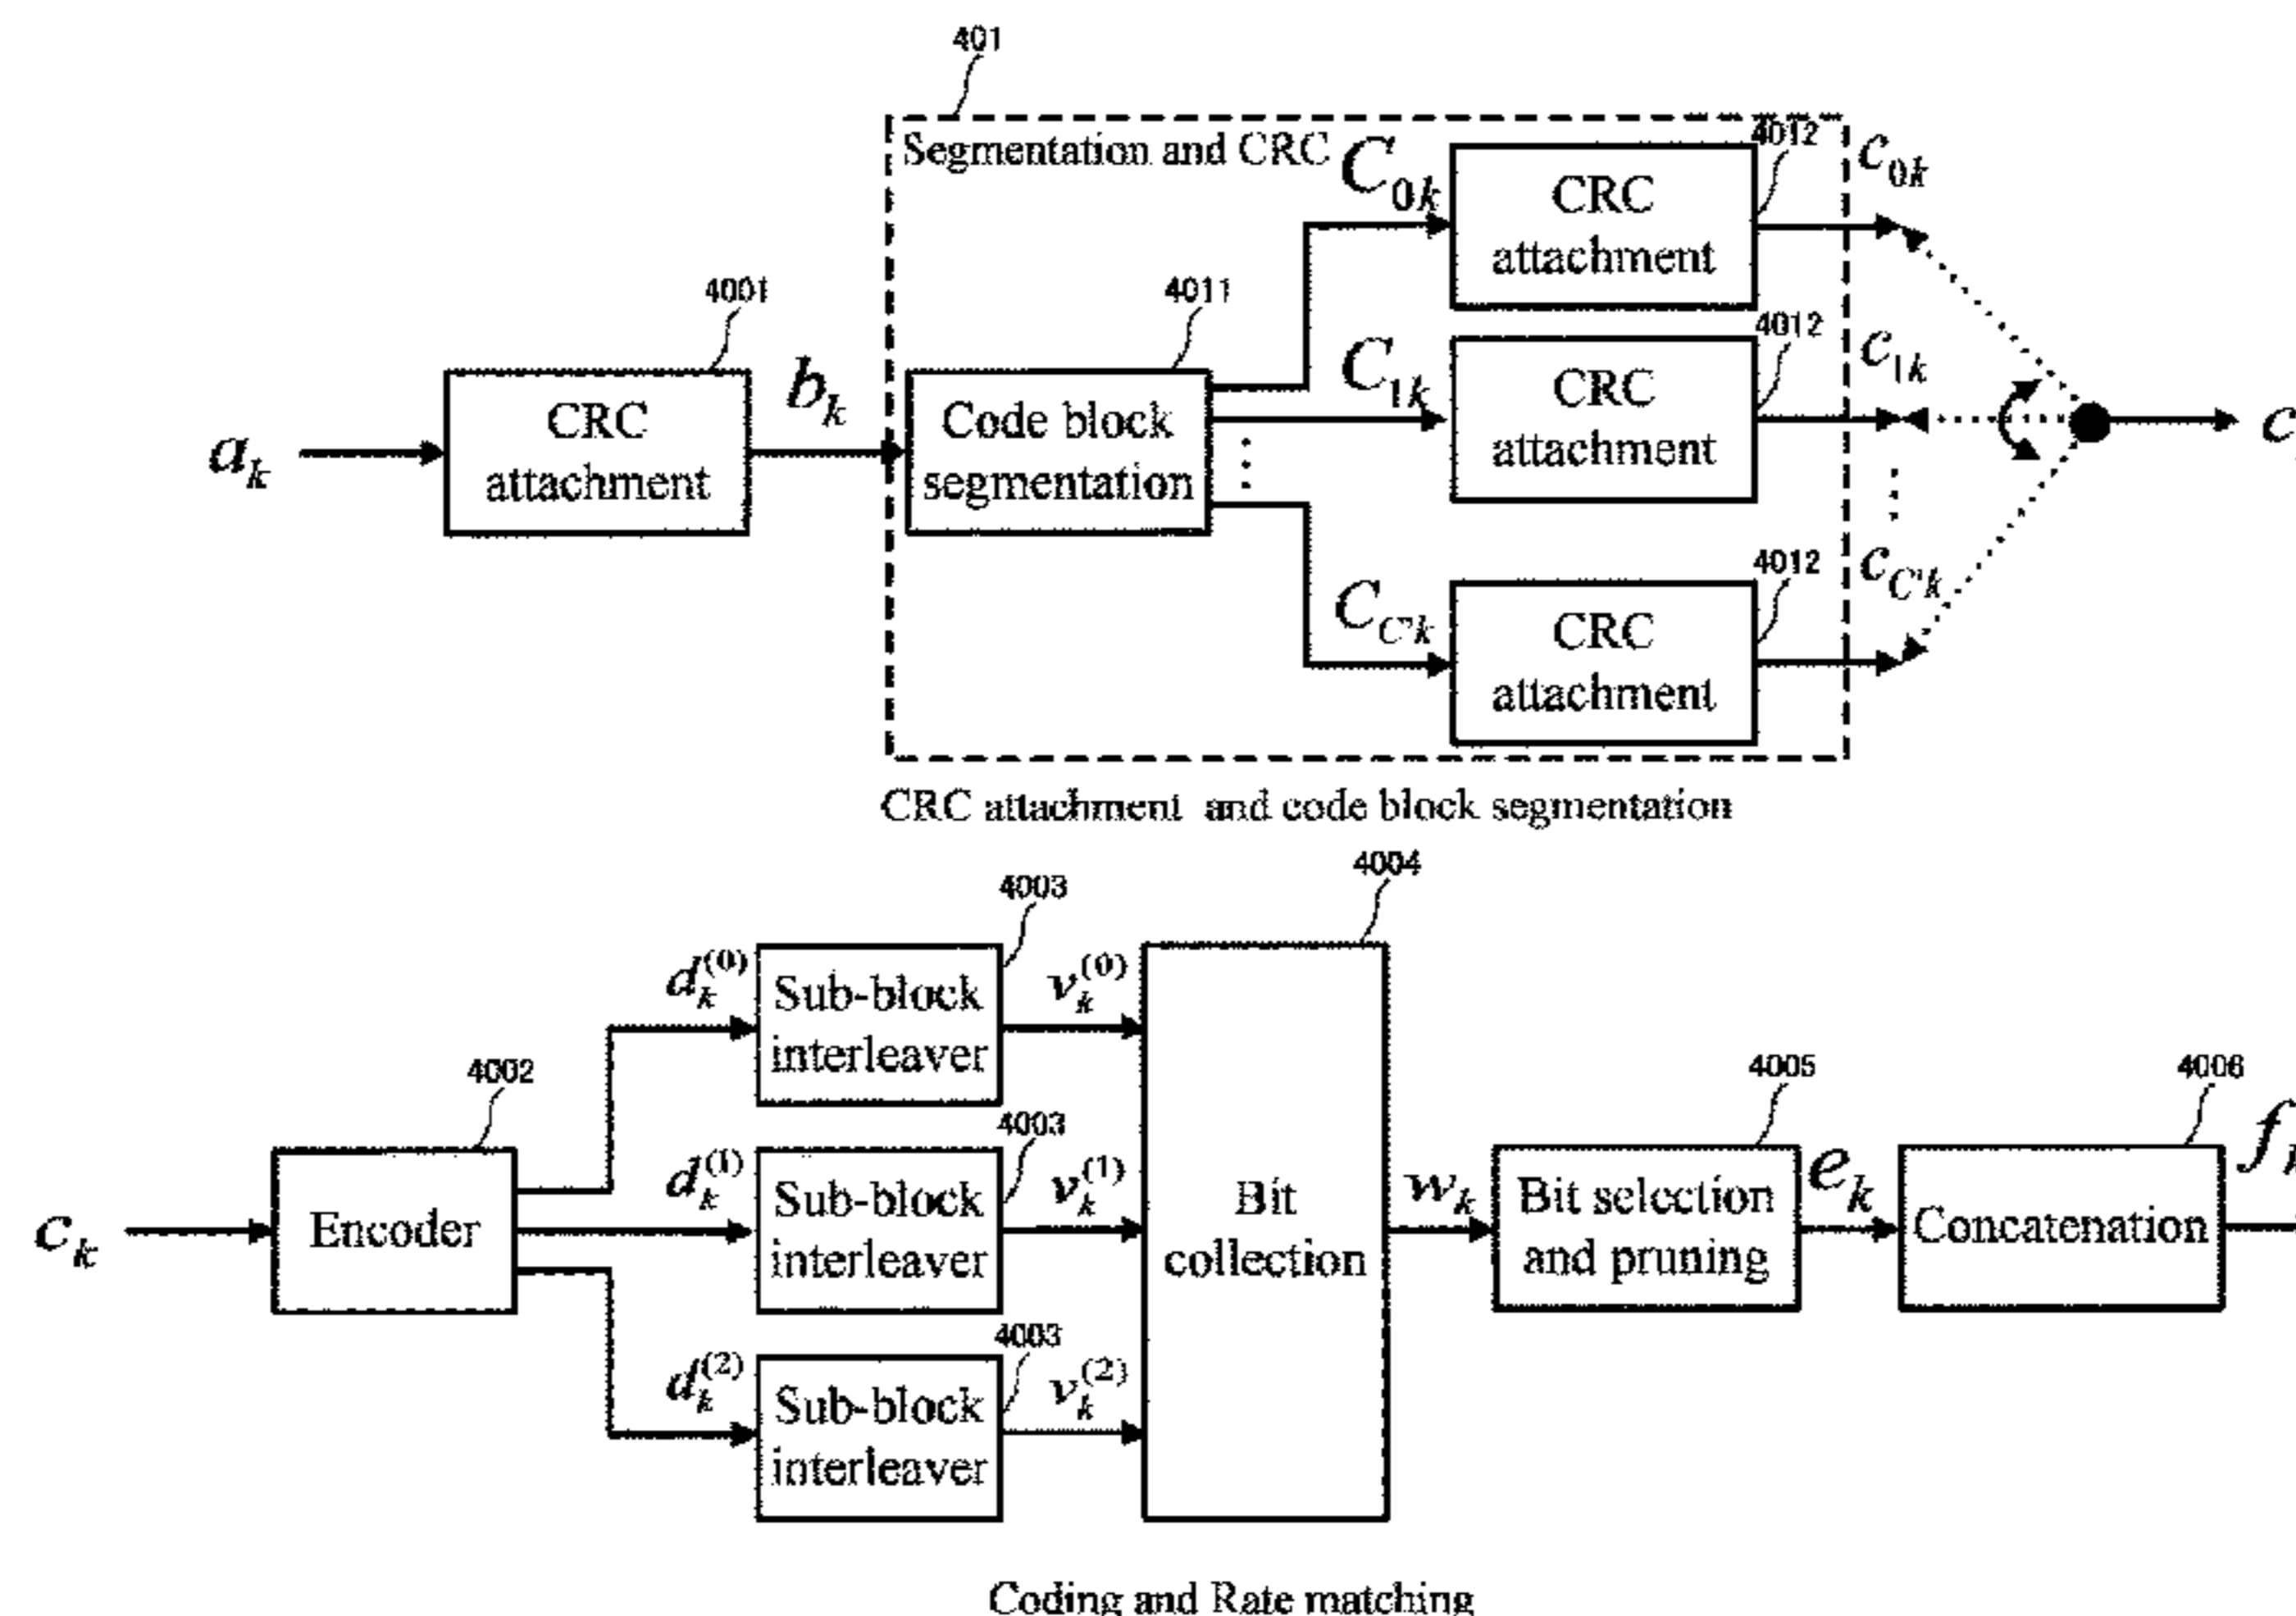 401
Segmentation and CRC
C0k
4012
c0k
CRC
attachment
4001
4011
C1k
4012
c1k
ak
CRC
attachment
bk
Code block
segmentation
CRC
attachment
c
CC'k
4012
cC'k
CRC
attachment
CRC attachment and code block segmentation
4004
4003
dk(0)
Sub-block
interleaver
vk(0)
4002
4003
4005
4006
ck
Encoder
dk(1)
Sub-block
interleaver
vk(1)
Bit
collection
wk
Bit selection
and pruning
ek
Concatenation
4003
dk(2)
Sub-block
interleaver
vk(2)
Coding and Rate matching